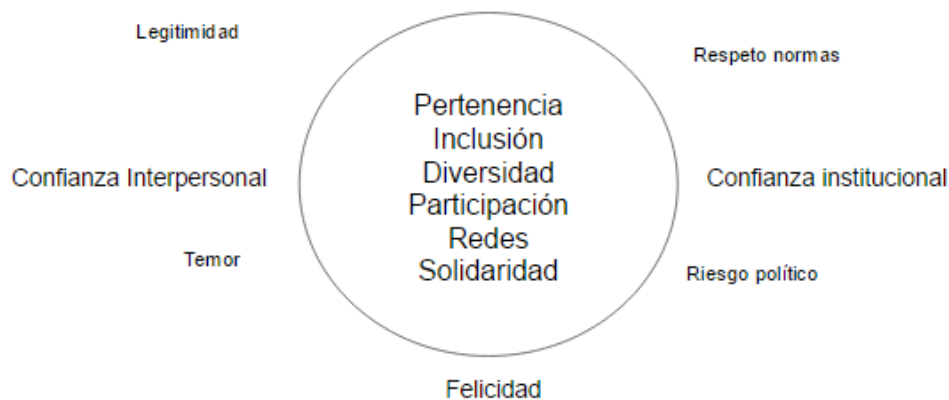 Legitimidad
Respeto normas
Pertenencia
Inclusión
Diversidad
Participación
Redes
Solidaridad
Confianza Interpersonal
Confianza institucional
Temor
Riesgo político
Felicidad